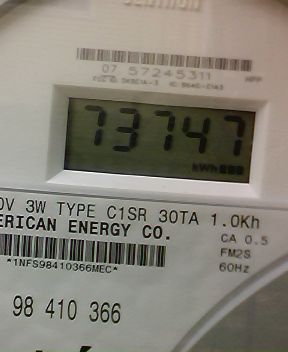 07 57245311
73747
kWh
0V 3W TYPE C1SR 30TA 1.0Kh
ERICAN ENERGY CO.
CA 0.5
*1NFS98410366MEC*
FM2S
60Hz
98 410 366